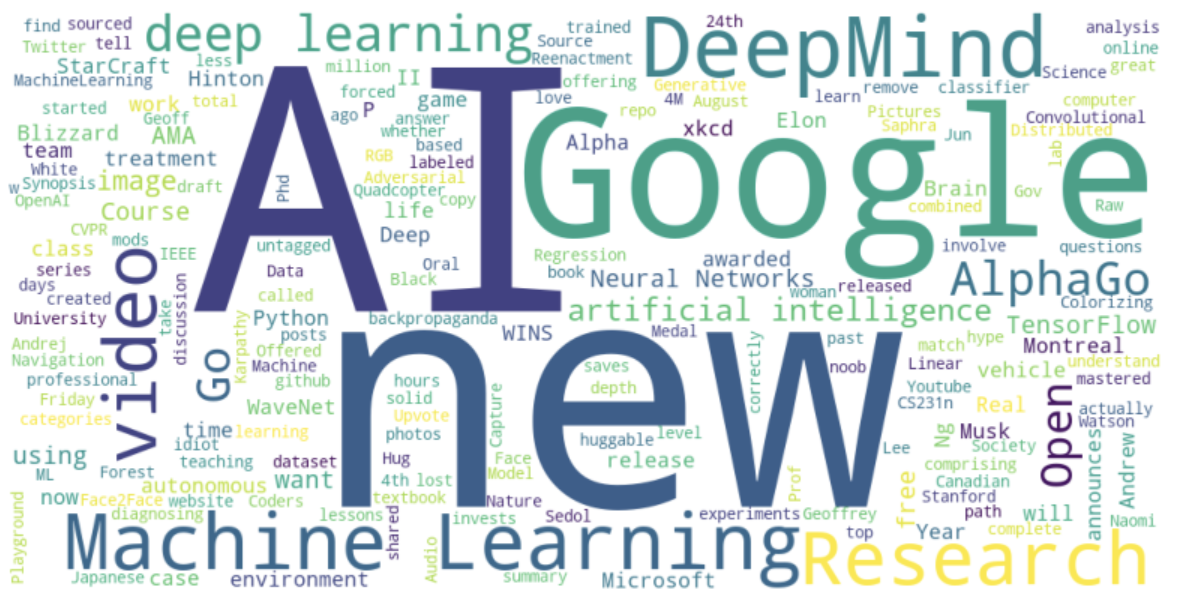 find sourced
Twitter tell
StarCraft
MachineLearning
Hinton
deep learning
trained
Source
Reenactment
24th
DeepMind
analysis
online
great
Science
started
work
total
less
million
II
forced
ago
P
game
answer
whether
based
labeled
love
offering
Generative
4M
August
repo
learn
remove
classifier
computer
Convolutional
Distributed
Pictures
Saphra
Jun
lab
xkcd
Elon
Alpha
AI
Google
Geoff
Blizzard
AMA
team
White
treatment
w
Synopsis
image
draft
OpenAI
Course
CVPR
mods
class
IEEE
series
days
created
University
video
take
discussion
Phd
RGB
Adversarial
Quadcopter
copy
life
Deep
Oral
Black
untagged
Data
called
Brain
combined
Gov
Raw
involve
questions
Regression
book
awarded
Neural Networks
woman
released
AlphaGo
Colorizing
artificial intelligence
TensorFlow
Montreal
Andrej
Navigation
professional
Friday
categories
Go
Karpathy
Python
posts
Offered
Machine
github
WaveNet
time
learning
idiot
teaching
backpropaganda
WINS
Medal
new
hours
solid
Upvote
photos
Capture
saves
depth
huggable
level
release
correctly
past
noob
match
hype
Linear
understand
vehicle
mastered
Youtube
CS231n
Real
Open
actually
Watson
Lee
Ng
Musk
Society
comprising
Canadian
Stanford
path
announces
Andrew
using
ML
Forest
now
Face2Face
website
Coders
autonomous
dataset
want
Hug
4th lost
textbook
Face
Model
Nature
Prof
free
Year
will
Naomi
complete
Playground
diagnosing
lessons
shared
invests
Sedol
experiments
Geoffrey
top
Machine Learning
Research
Japanese
case
environment
Audio
summary
Microsoft